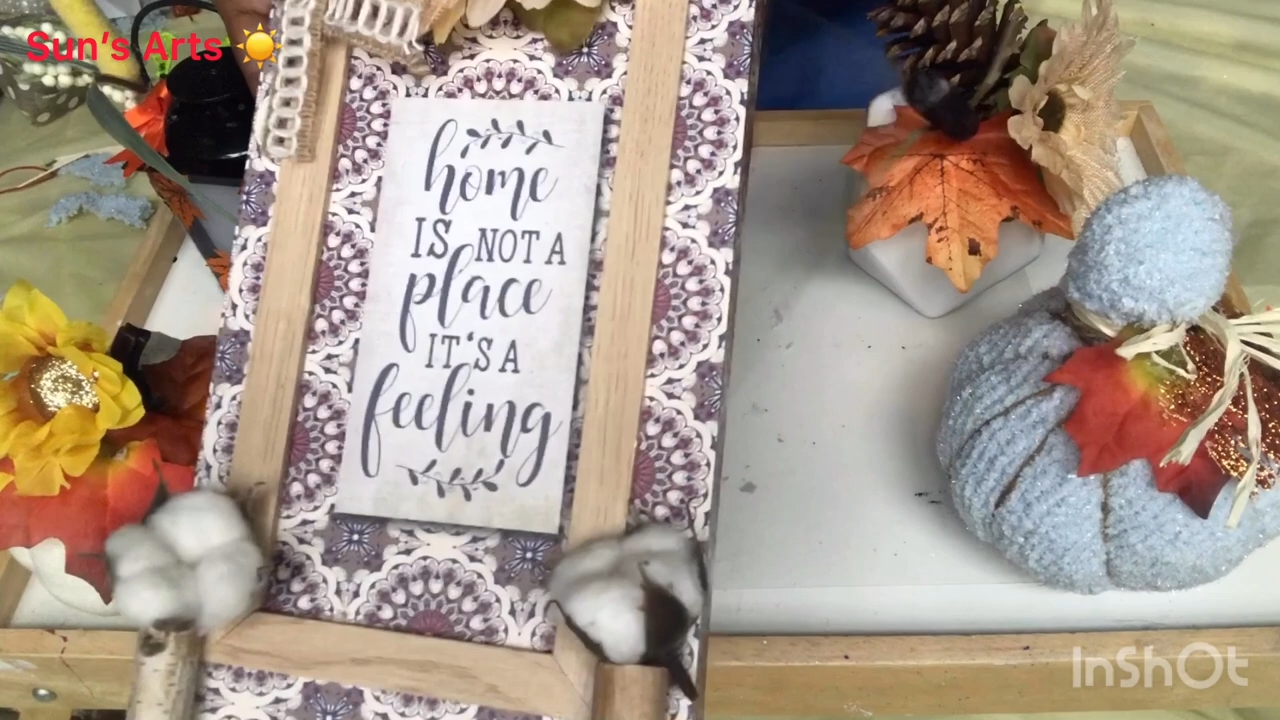 Sun's Arts ☀️
home
IS NOT A
place
IT'S A
feeling
InShOt